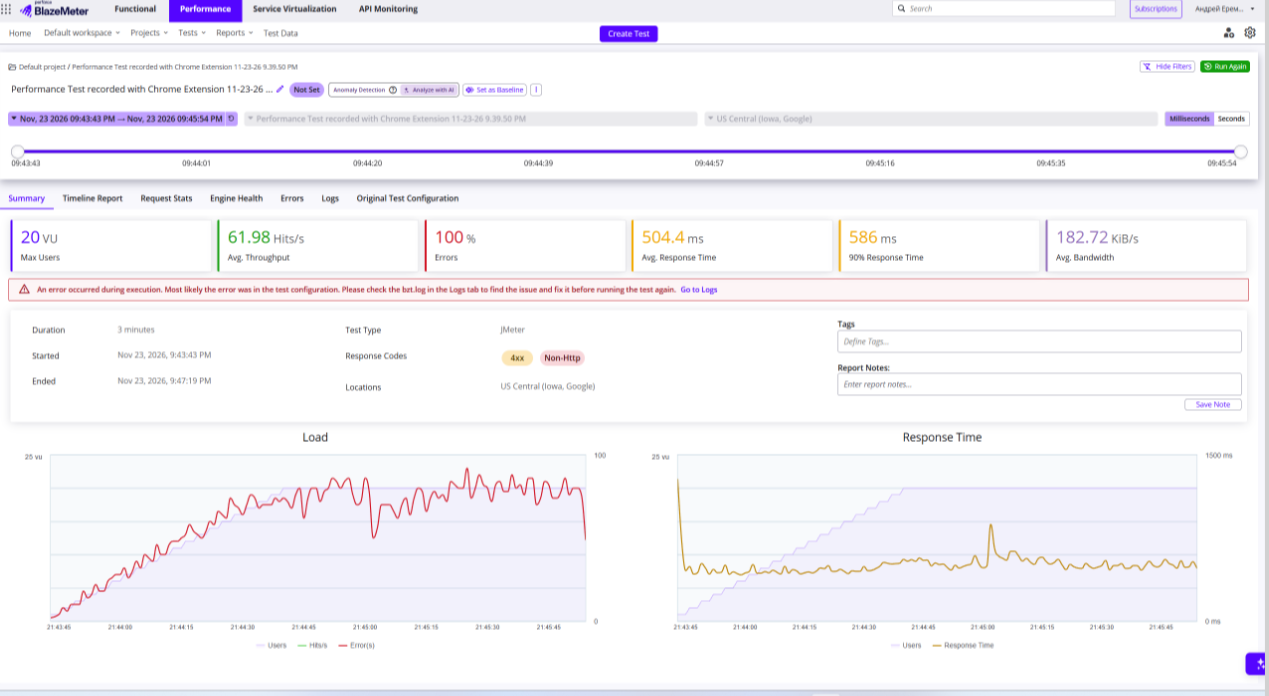 perforce
BlazeMeter
Functional
Performance
Service Virtualization
API Monitoring
Search
Subscriptions
Андрей Ерем...
Home
Default workspace
Projects
Tests
Reports
Test Data
Create Test
Default project / Performance Test recorded with Chrome Extension 11-23-26 9.39.50 PM
Hide Filters
Run Again
Performance Test recorded with Chrome Extension 11-23-26 ...
Not Set
Anomaly Detection
Analyze with AI
Set as Baseline
Nov, 23 2026 09:43:43 PM → Nov, 23 2026 09:45:54 PM
Performance Test recorded with Chrome Extension 11-23-26 9.39.50 PM
US Central (Iowa, Google)
Milliseconds
Seconds
09:43:43 09:44:01 09:44:20 09:44:39 09:44:57 09:45:16 09:45:35 09:45:54
Summary
Timeline Report
Request Stats
Engine Health
Errors
Logs
Original Test Configuration
20 VU
Max Users
61.98 Hits/s
Avg. Throughput
100 %
Errors
504.4 ms
Avg. Response Time
586 ms
90% Response Time
182.72 KiB/s
Avg. Bandwidth
An error occurred during execution. Most likely the error was in the test configuration. Please check the bzt.log in the Logs tab to find the issue and fix it before running the test again. Go to Logs
Duration 3 minutes
Started Nov 23, 2026, 9:43:43 PM
Ended Nov 23, 2026, 9:47:19 PM
Test Type JMeter
Response Codes 4xx Non-Http
Locations US Central (Iowa, Google)
Tags
Define Tags...
Report Notes:
Enter report notes...
Save Note
Load
25 vu
100
0
21:43:45 21:44:00 21:44:15 21:44:30 21:44:45 21:45:00 21:45:15 21:45:30 21:45:45
Users Hits/s Error(s)
Response Time
25 vu
1500 ms
0 ms
21:43:45 21:44:00 21:44:15 21:44:30 21:44:45 21:45:00 21:45:15 21:45:30 21:45:45
Users Response Time